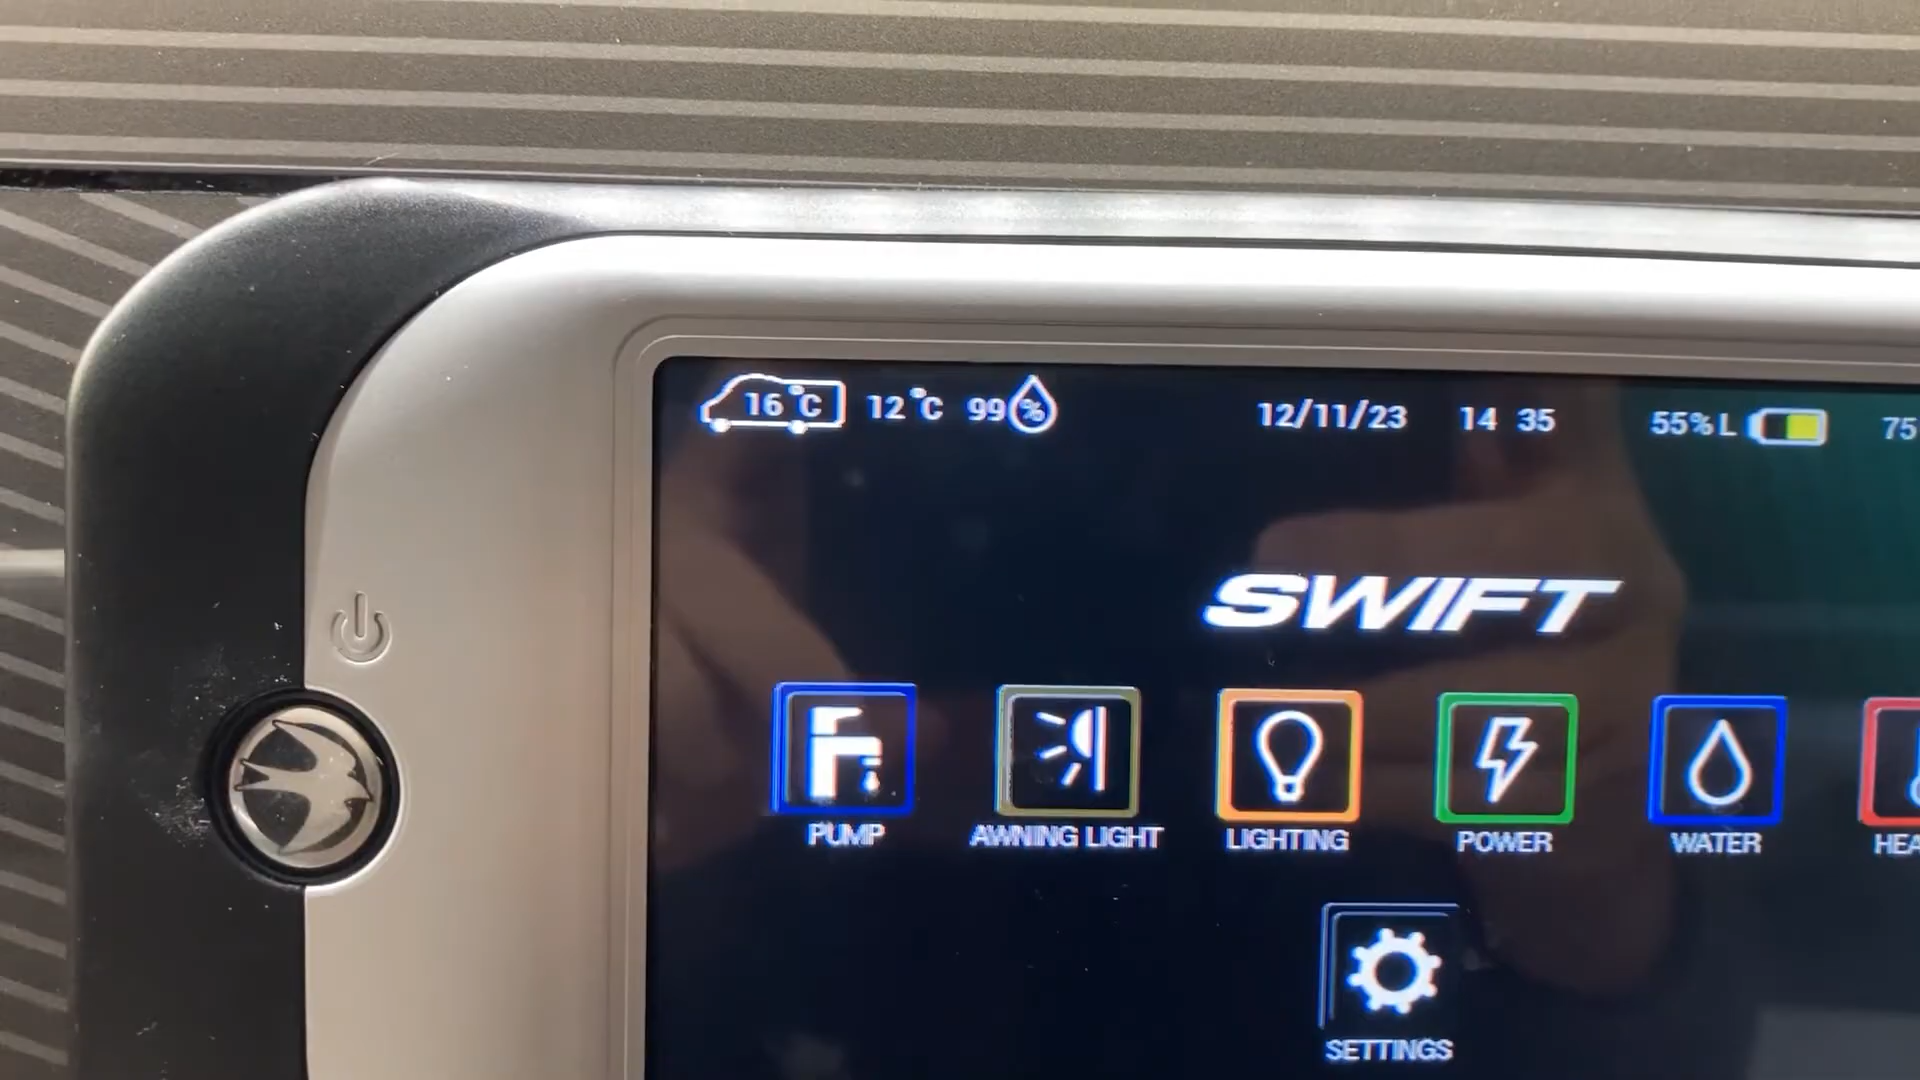 16°C 12°C 99% 12/11/23 14 35 55% L 75
SWIFT
PUMP AWNING LIGHT LIGHTING POWER WATER
SETTINGS